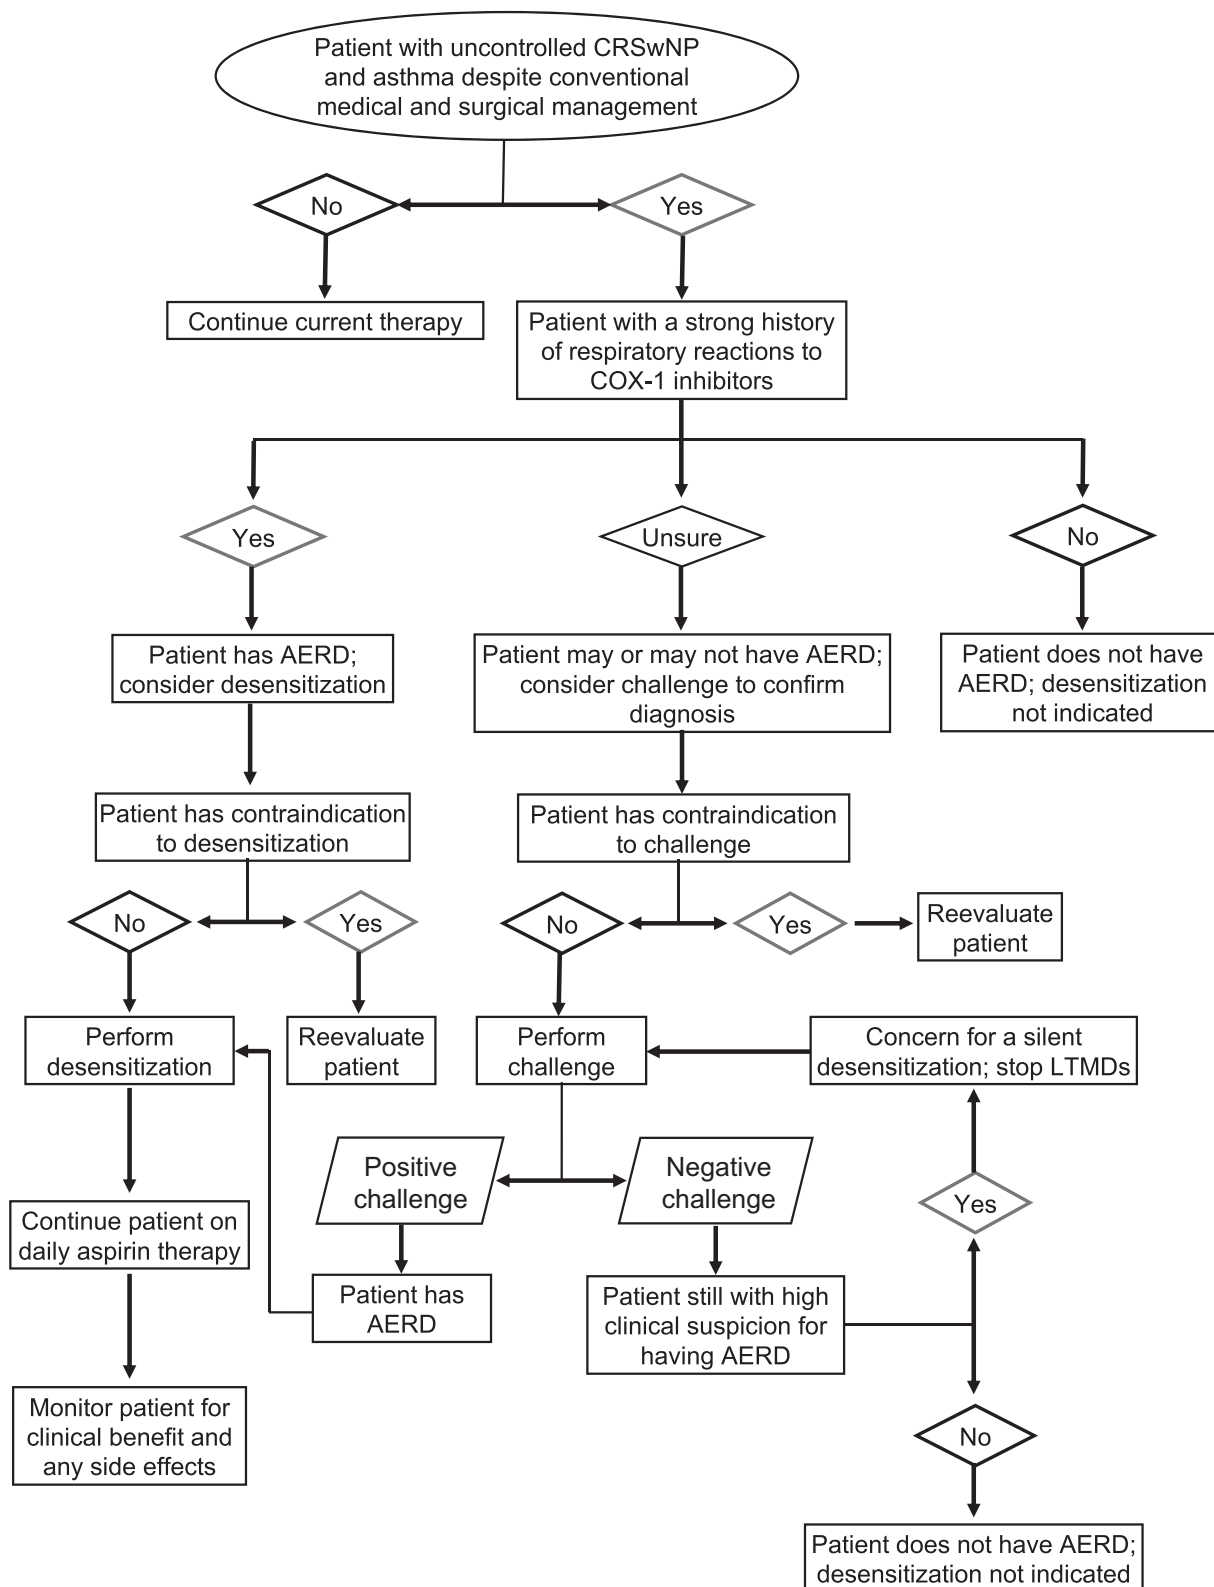 Patient with uncontrolled CRSwNP
and asthma despite conventional
medical and surgical management
No
Yes
Continue current therapy
Patient with a strong history
of respiratory reactions to
COX-1 inhibitors
Yes
Unsure
No
Patient has AERD;
consider desensitization
Patient may or may not have AERD;
consider challenge to confirm
diagnosis
Patient does not have
AERD; desensitization
not indicated
Patient has contraindication
to desensitization
Patient has contraindication
to challenge
No
Yes
No
Yes
Reevaluate
patient
Perform
desensitization
Reevaluate
patient
Perform
challenge
Concern for a silent
desensitization; stop LTMDs
Positive
challenge
Negative
challenge
Yes
Continue patient on
daily aspirin therapy
Patient has
AERD
Patient still with high
clinical suspicion for
having AERD
Monitor patient for
clinical benefit and
any side effects
No
Patient does not have AERD;
desensitization not indicated